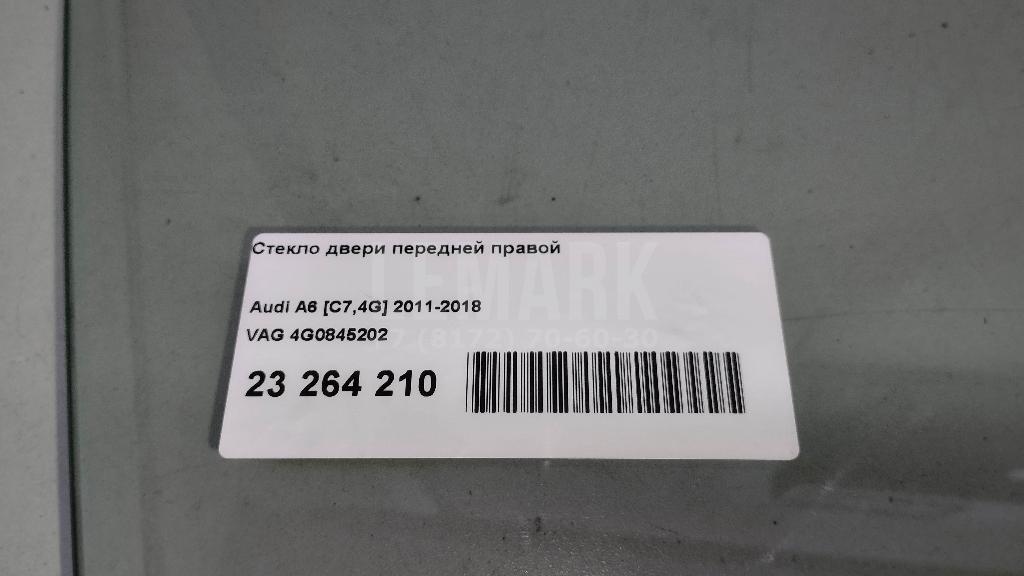 Стекло двери передней правой
LEMARK
Audi A6 [C7,4G] 2011-2018
VAG 4G0845202
+7 (8172) 70-60-30
23 264 210